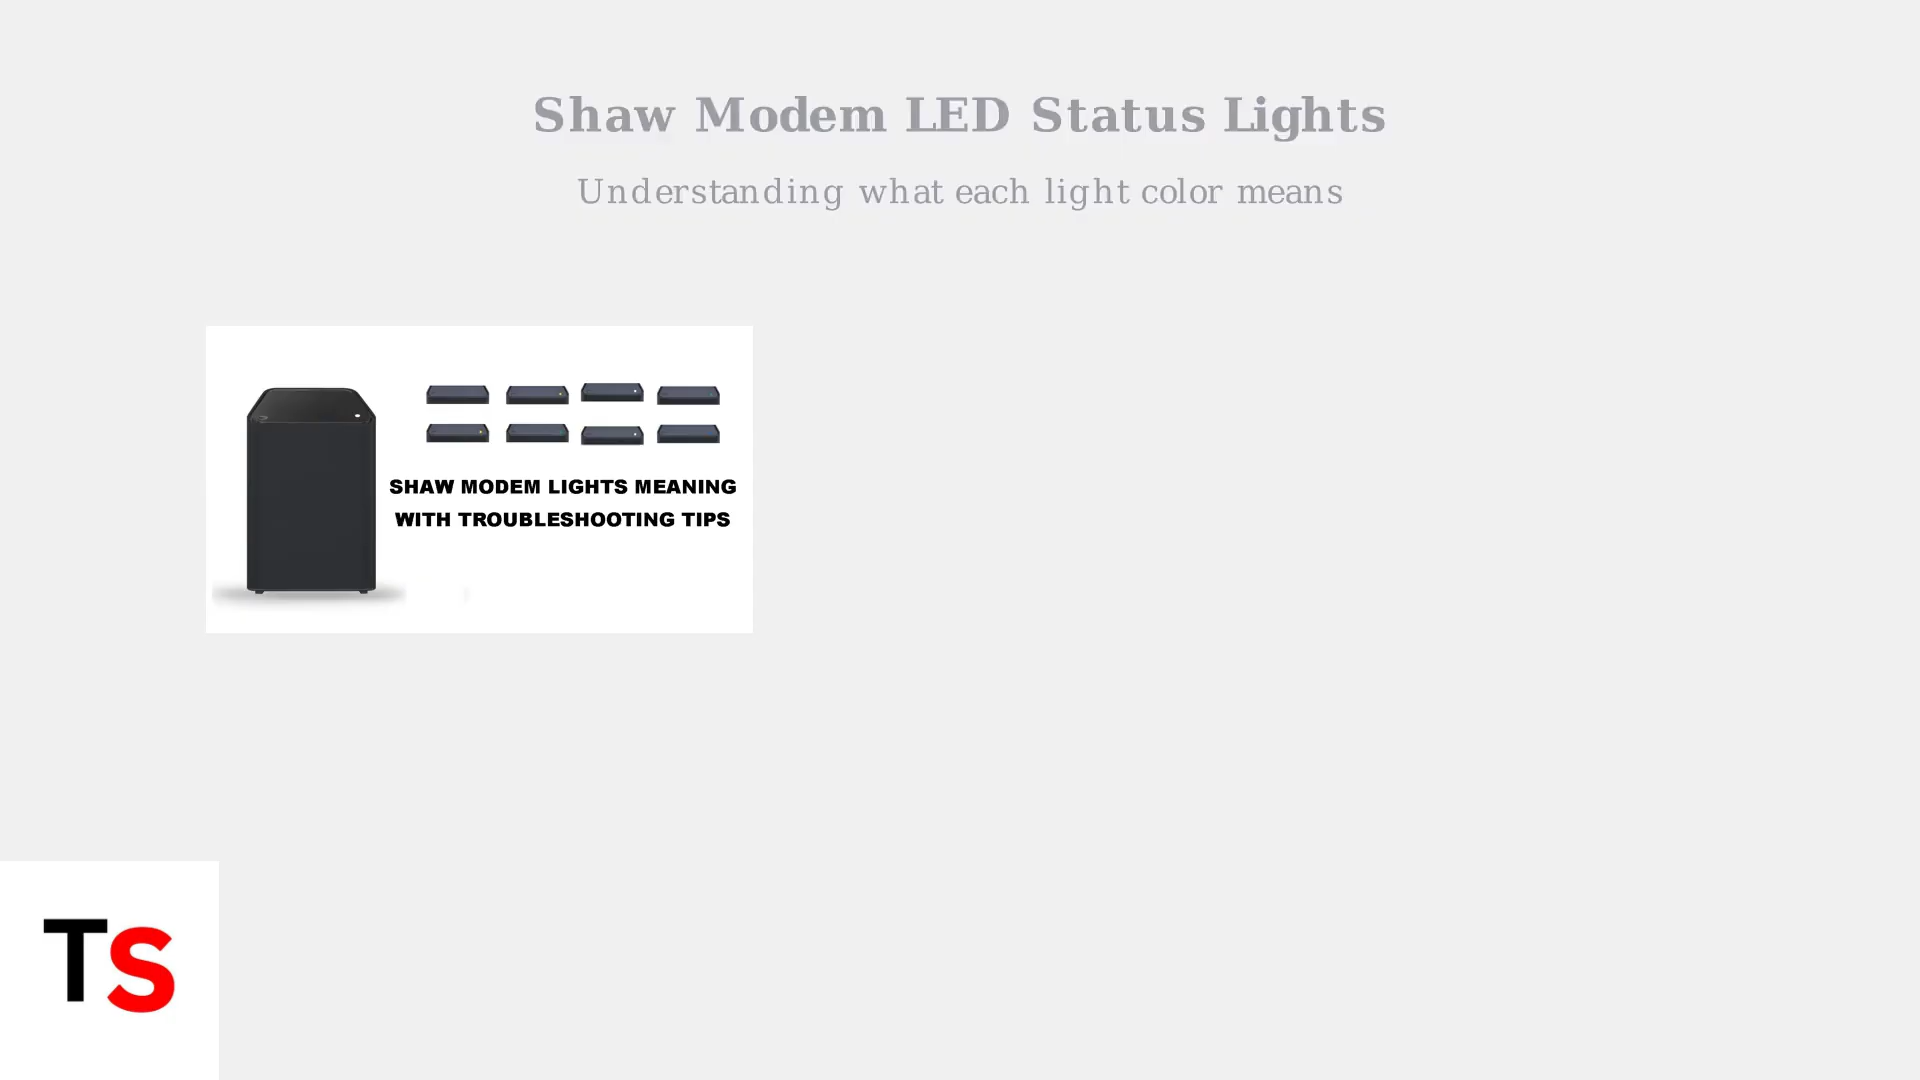 Shaw Modem LED Status Lights
Understanding what each light color means
SHAW MODEM LIGHTS MEANING
WITH TROUBLESHOOTING TIPS
TS